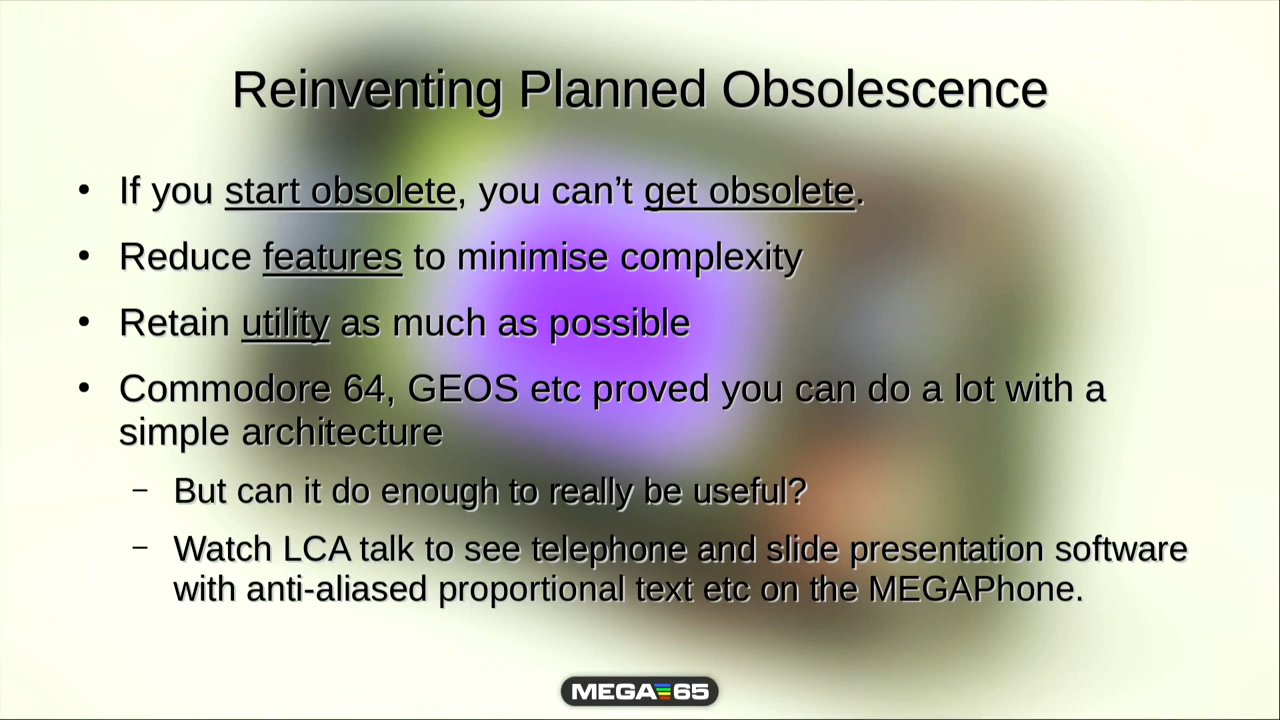 Reinventing Planned Obsolescence
• If you start obsolete, you can’t get obsolete.
• Reduce features to minimise complexity
• Retain utility as much as possible
• Commodore 64, GEOS etc proved you can do a lot with a
simple architecture
– But can it do enough to really be useful?
– Watch LCA talk to see telephone and slide presentation software
with anti-aliased proportional text etc on the MEGAPhone.
MEGA65